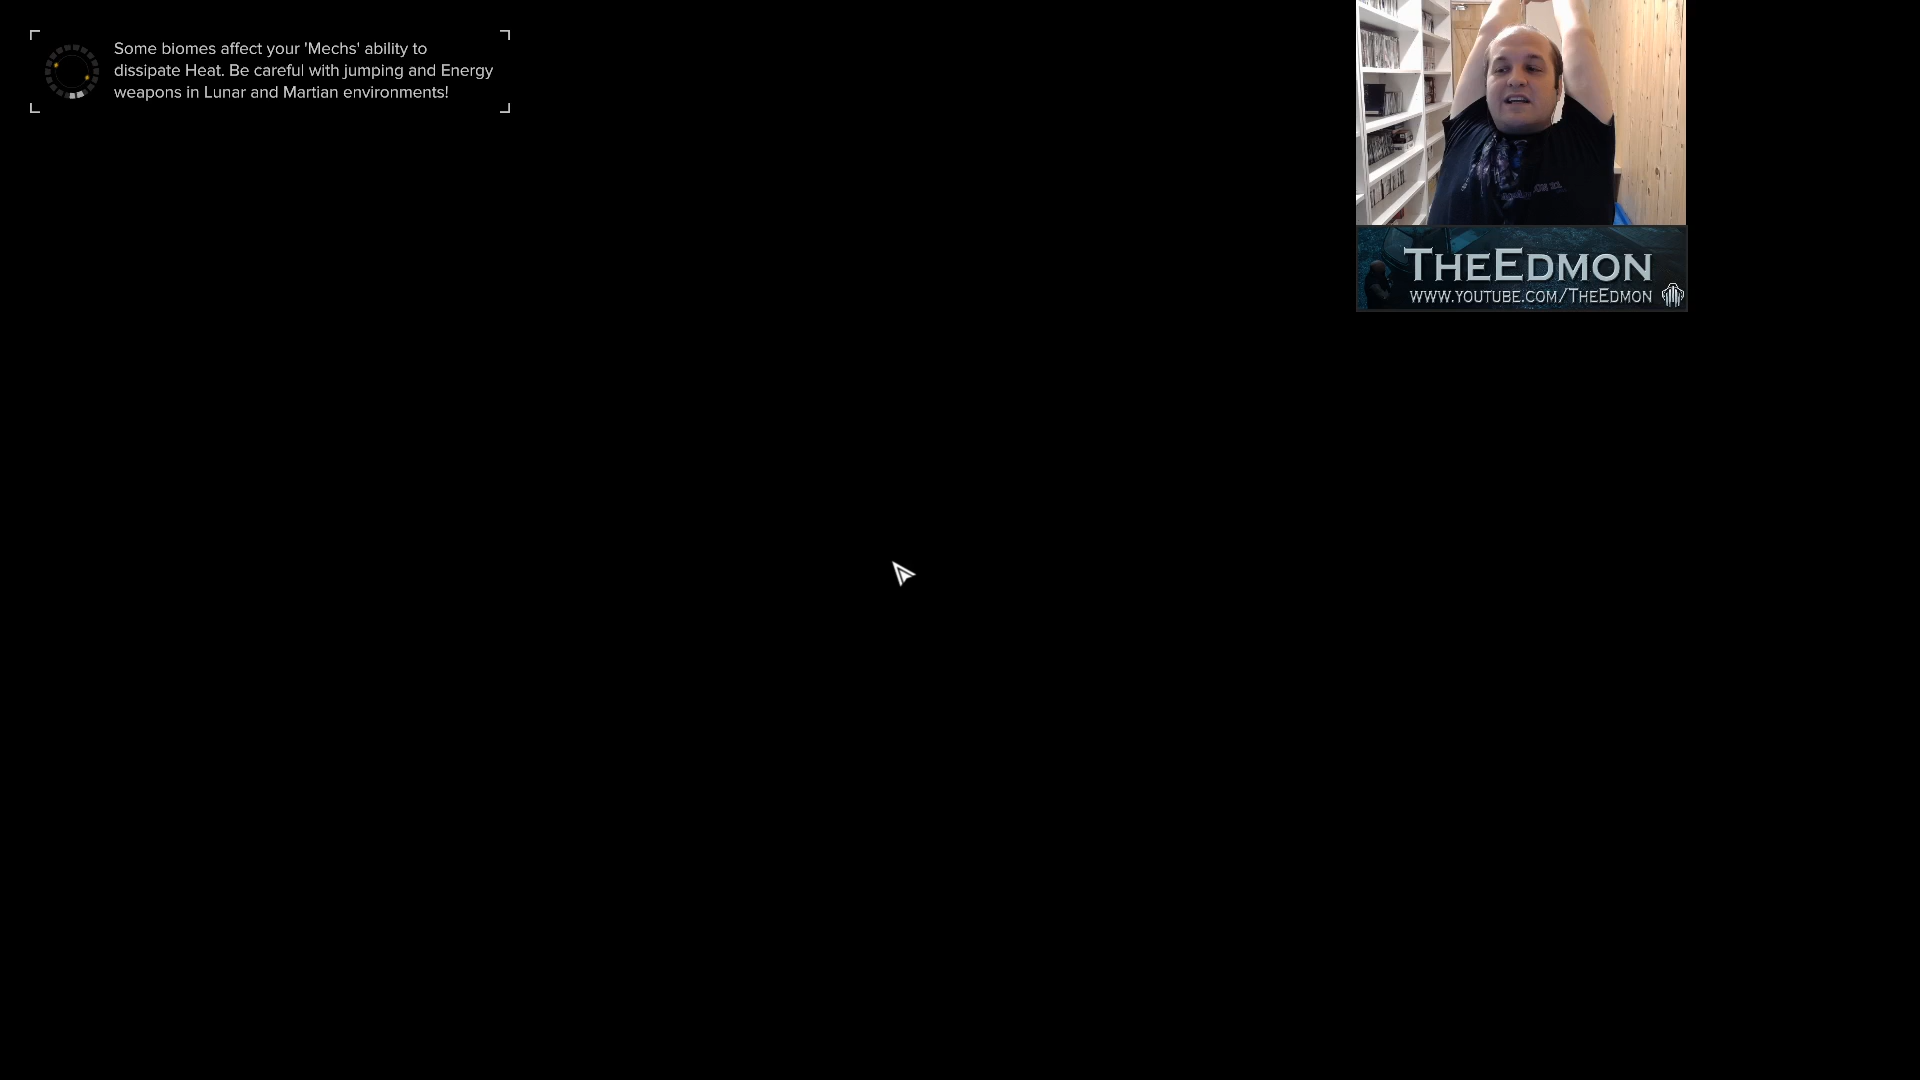 Some biomes affect your 'Mechs' ability to
dissipate Heat. Be careful with jumping and Energy
weapons in Lunar and Martian environments!
TheEdmon
www.youtube.com/TheEdmon